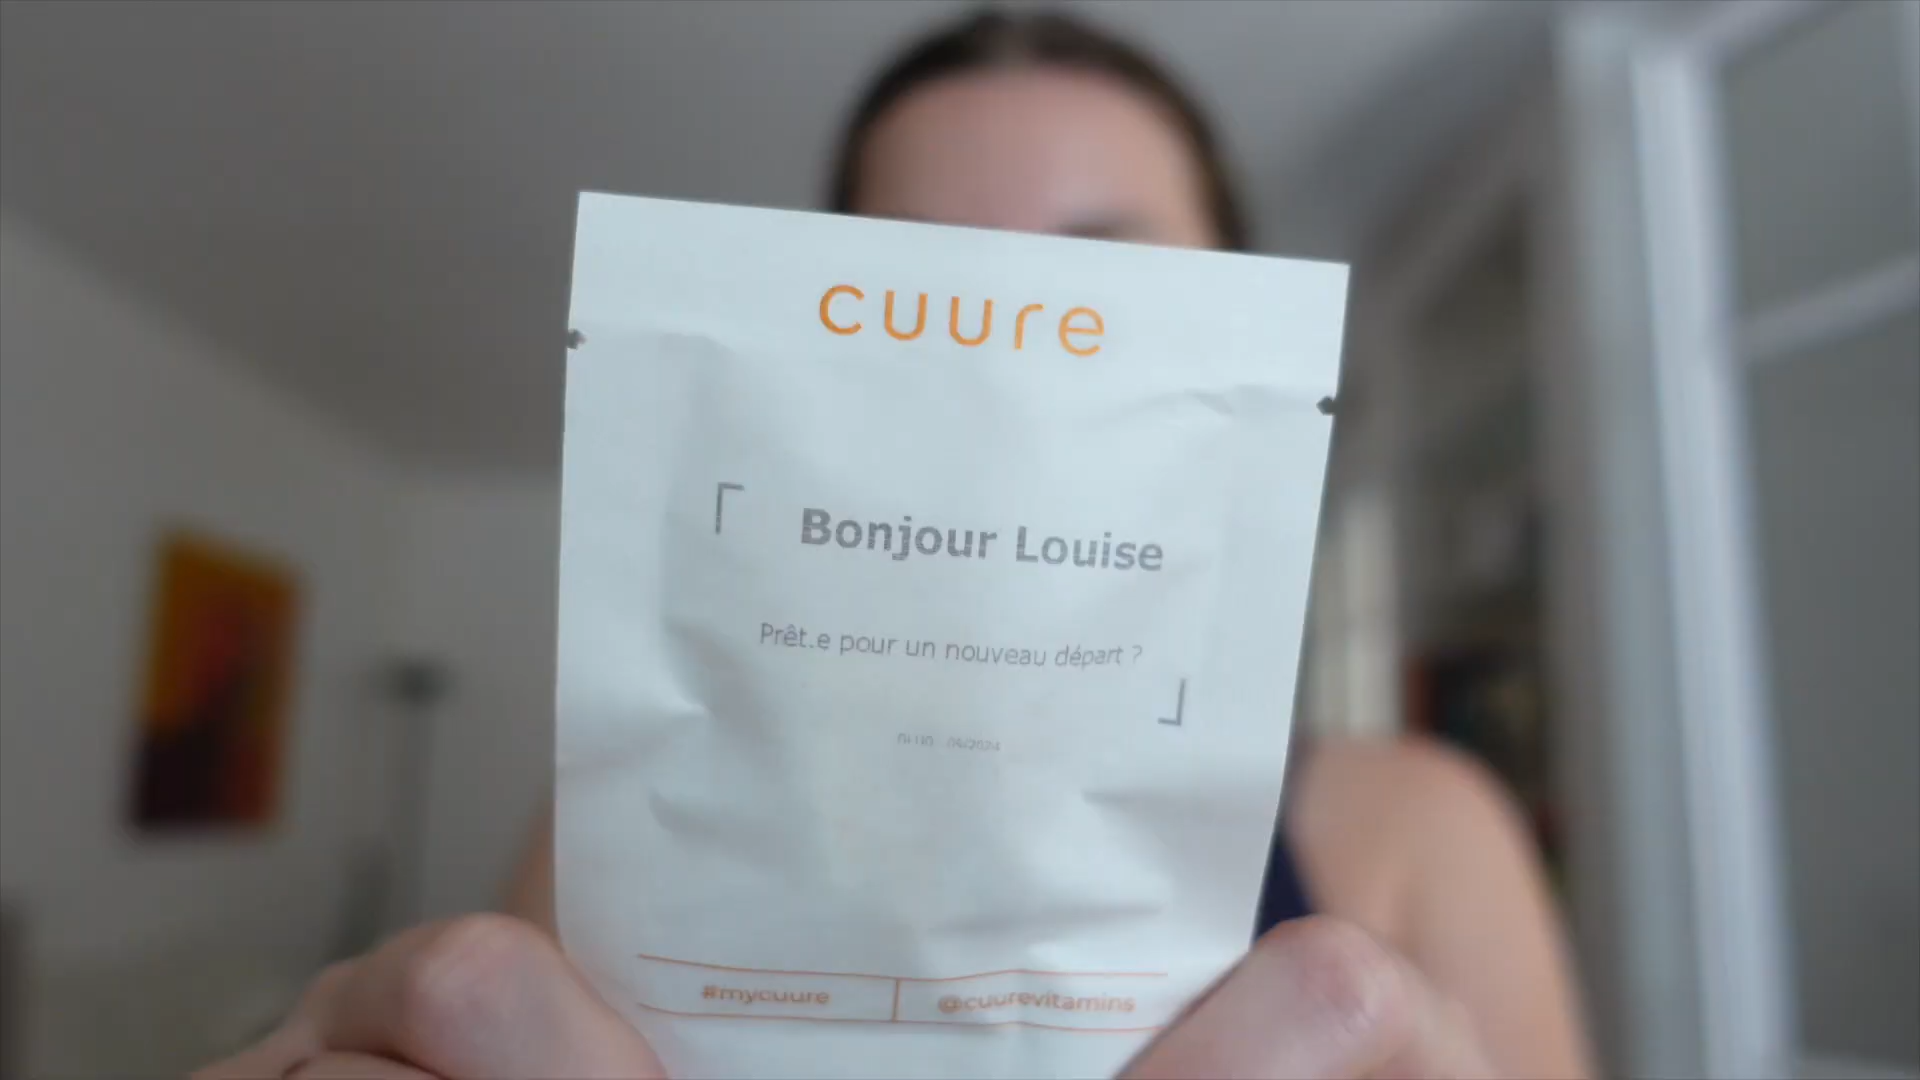 cuure
Bonjour Louise
Prêt.e pour un nouveau départ ?
#mycuure
@cuurevitamins